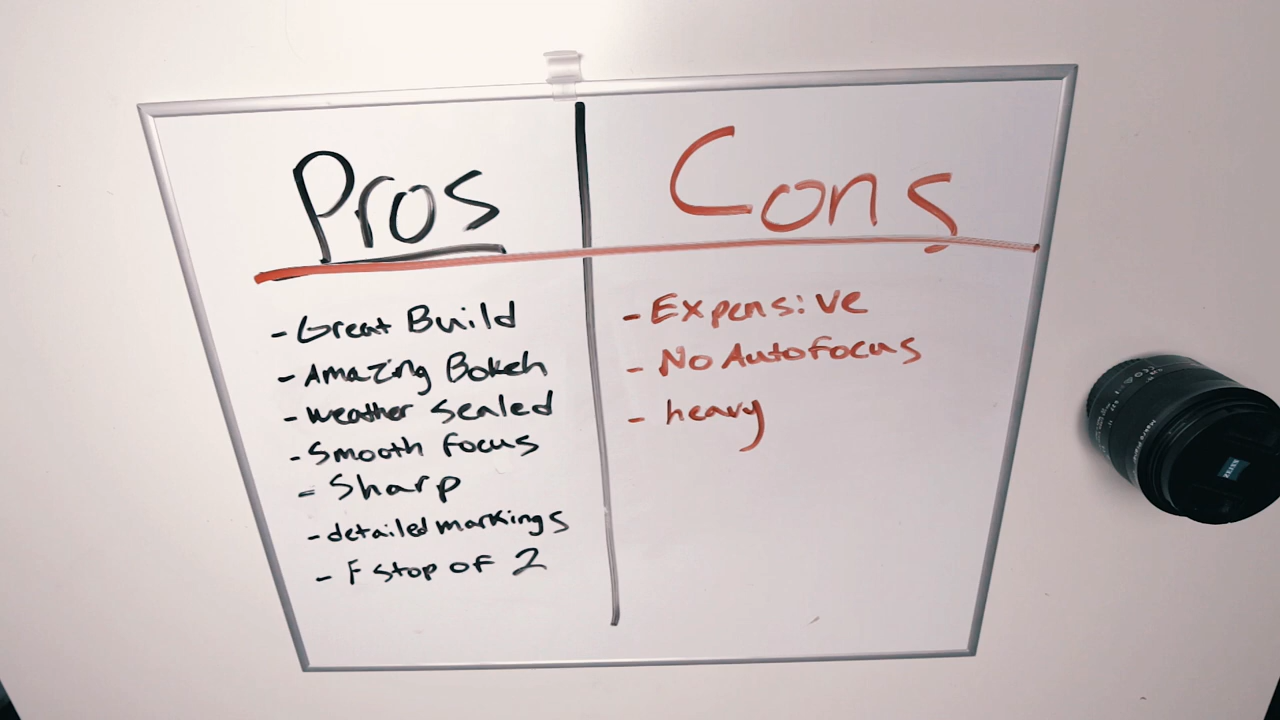 Pros
Cons
- Great Build
- Amazing Bokeh
- Weather Sealed
- Smooth focus
- Sharp
- detailed markings
- F stop of 2
- Expensive
- No Autofocus
- heavy
ZEISS